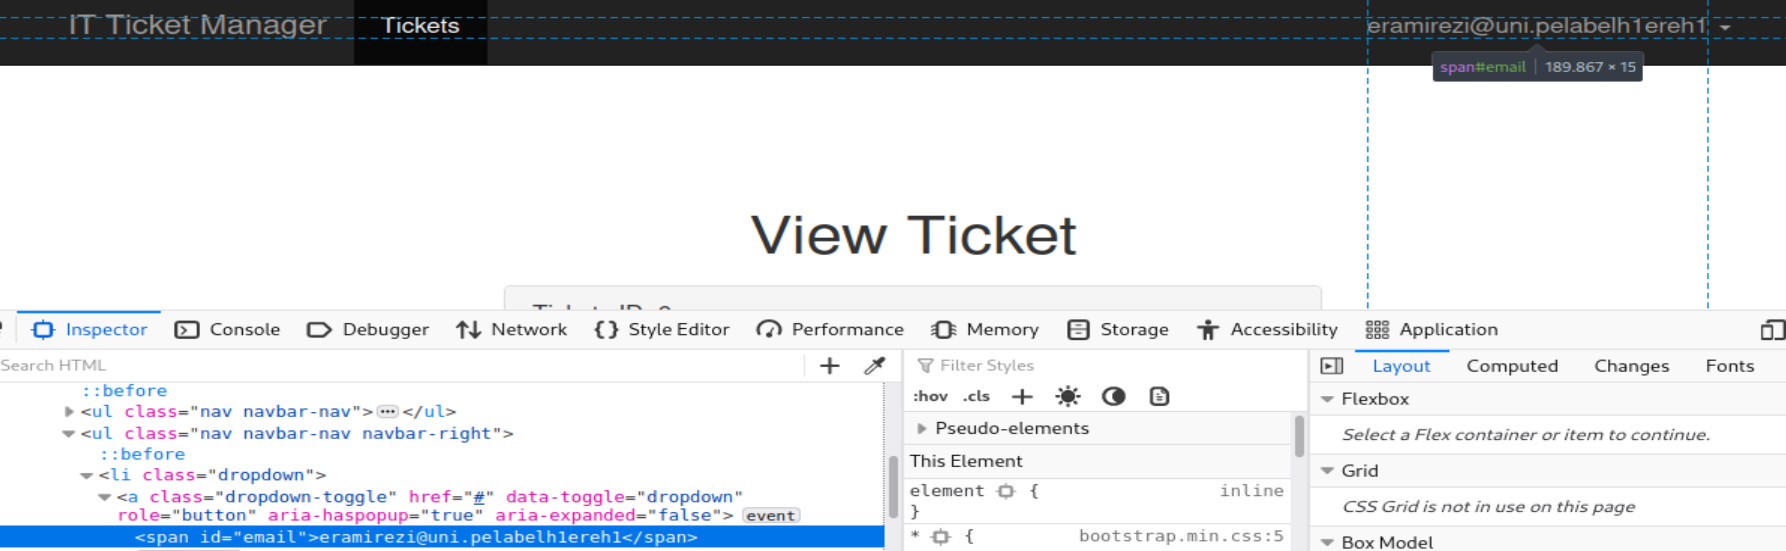 IT Ticket Manager Tickets eramirezi@uni.pelabelh1ereh1
span#email 189.867 × 15
View Ticket
Inspector Console Debugger Network Style Editor Performance Memory Storage Accessibility Application
Search HTML
Filter Styles
Layout Computed Changes Fonts
::before
<ul class="nav navbar-nav">⋯</ul>
<ul class="nav navbar-nav navbar-right">
::before
<li class="dropdown">
<a class="dropdown-toggle" href="#" data-toggle="dropdown"
role="button" aria-haspopup="true" aria-expanded="false"> event
<span id="email">eramirezi@uni.pelabelh1ereh1</span>
:hov .cls
Pseudo-elements
This Element
element { inline
}
* { bootstrap.min.css:5
Flexbox
Select a Flex container or item to continue.
Grid
CSS Grid is not in use on this page
Box Model